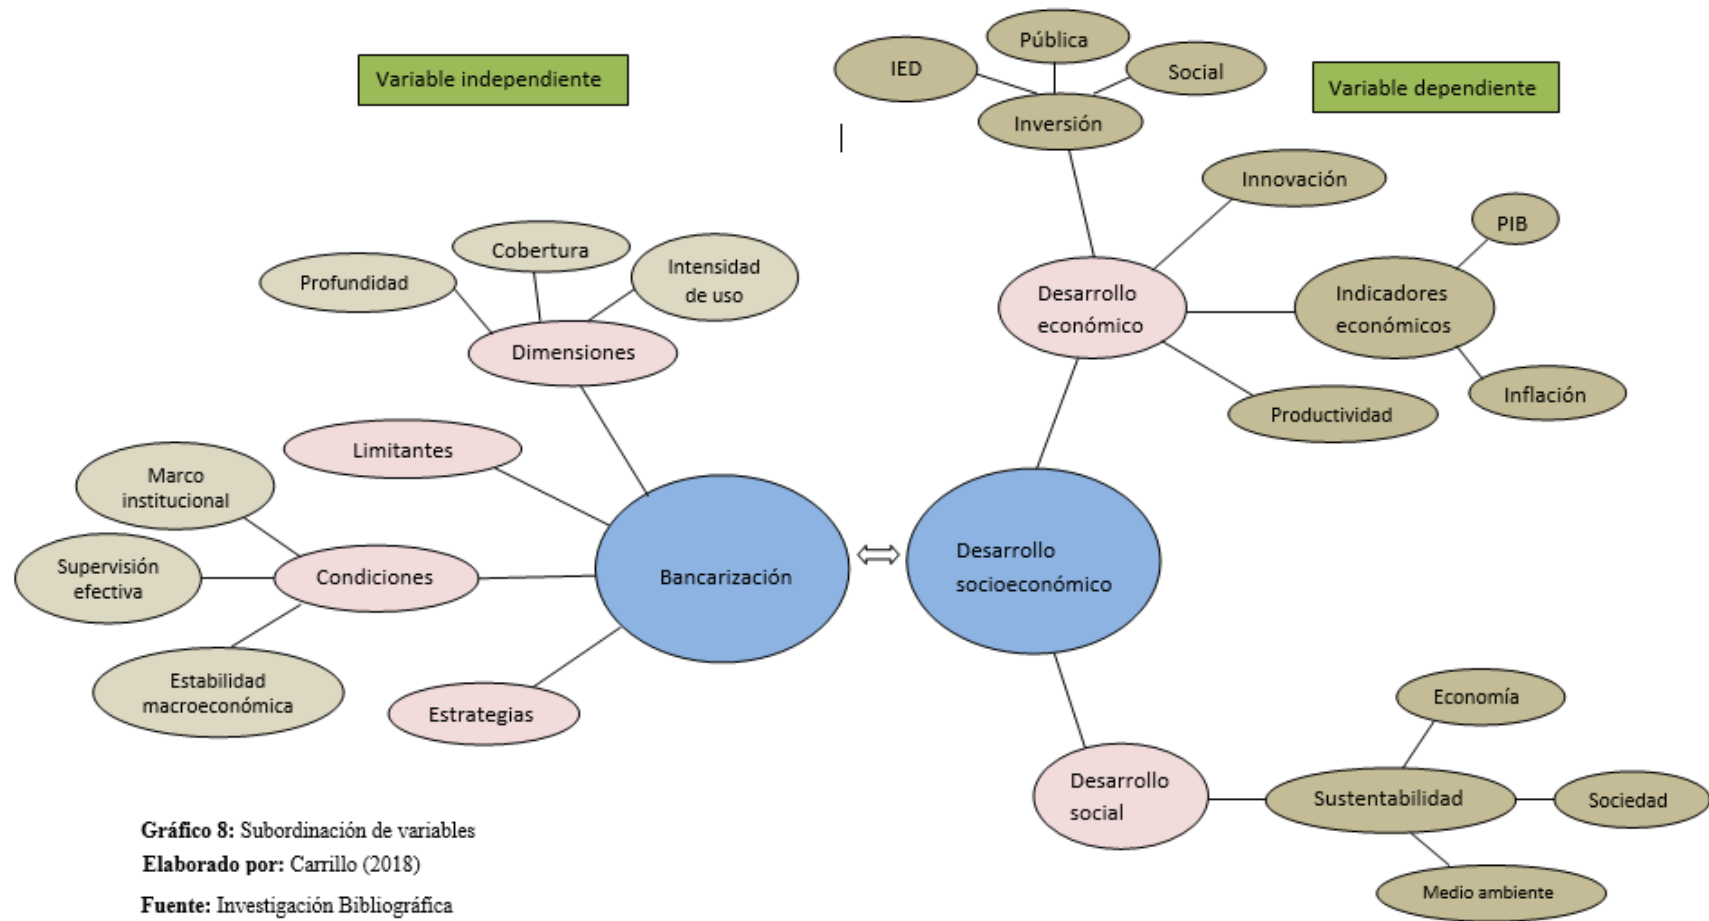 Variable independiente
Variable dependiente
IED
Pública
Social
Inversión
Innovación
PIB
Indicadores
económicos
Inflación
Productividad
Desarrollo
económico
Profundidad
Cobertura
Intensidad
de uso
Dimensiones
Limitantes
Marco
institucional
Supervisión
efectiva
Condiciones
Estabilidad
macroeconómica
Estrategias
Bancarización
Desarrollo
socioeconómico
Desarrollo
social
Sustentabilidad
Economía
Sociedad
Medio ambiente
Gráfico 8: Subordinación de variables
Elaborado por: Carrillo (2018)
Fuente: Investigación Bibliográfica